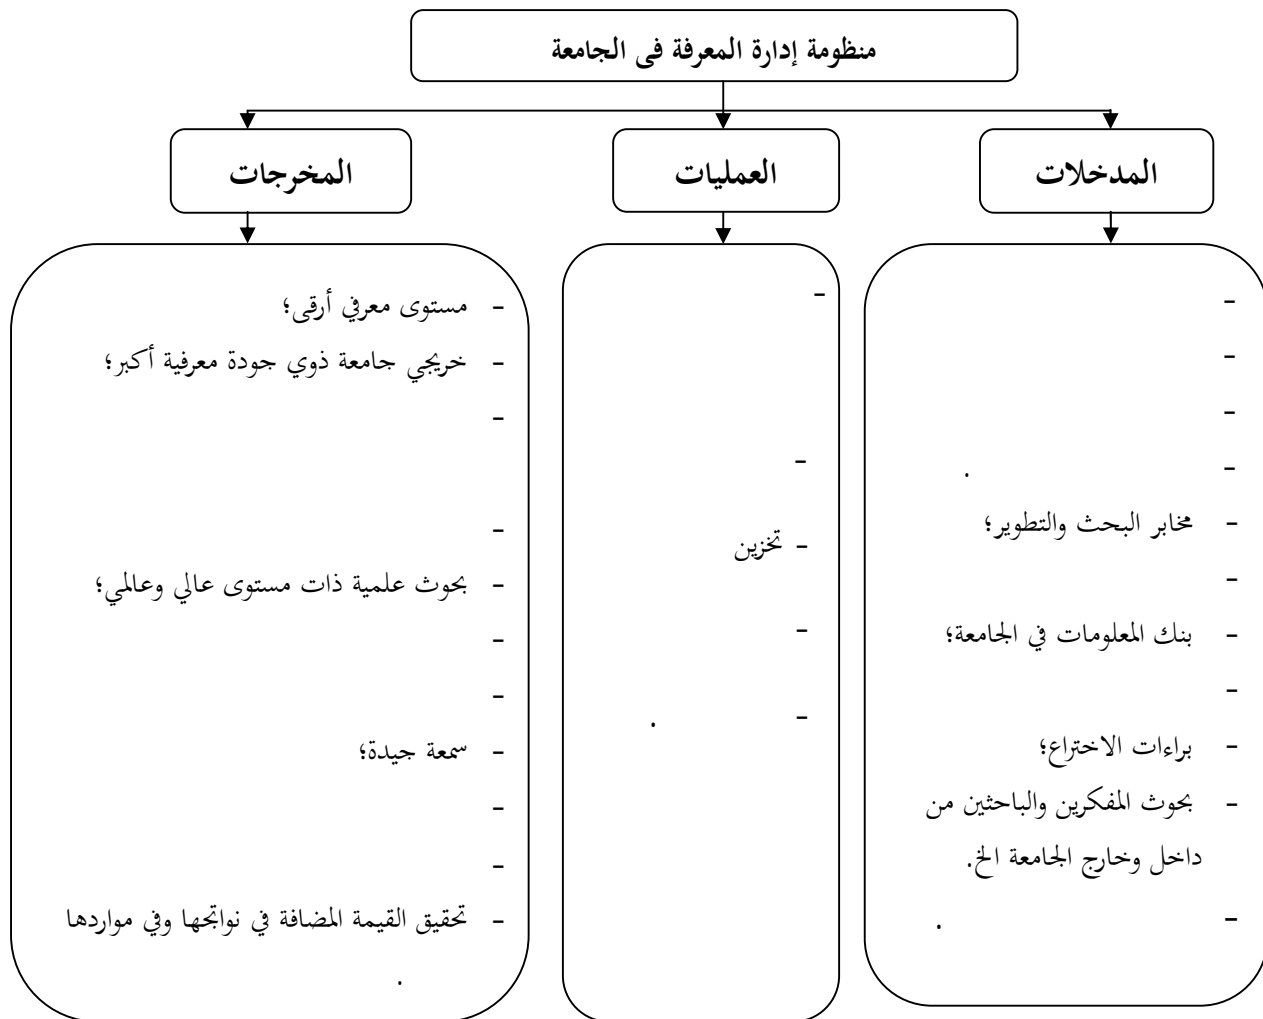 منظومة إدارة المعرفة فى الجامعة
المدخلات
العمليات
المخرجات
-
-
-
- .
- مخابر البحث والتطوير؛
-
- بنك المعلومات في الجامعة؛
-
- براءات الاختراع؛
- بحوث المفكرين والباحثين من
داخل وخارج الجامعة الخ.
- .
-
-
- تخزين
-
- .
- مستوى معرفي أرقى؛
- خريجي جامعة ذوي جودة معرفية أكبر؛
-
-
- بحوث علمية ذات مستوى عالي وعالمي؛
-
-
- سمعة جيدة؛
-
-
- تحقيق القيمة المضافة في نواتجها وفي مواردها
.